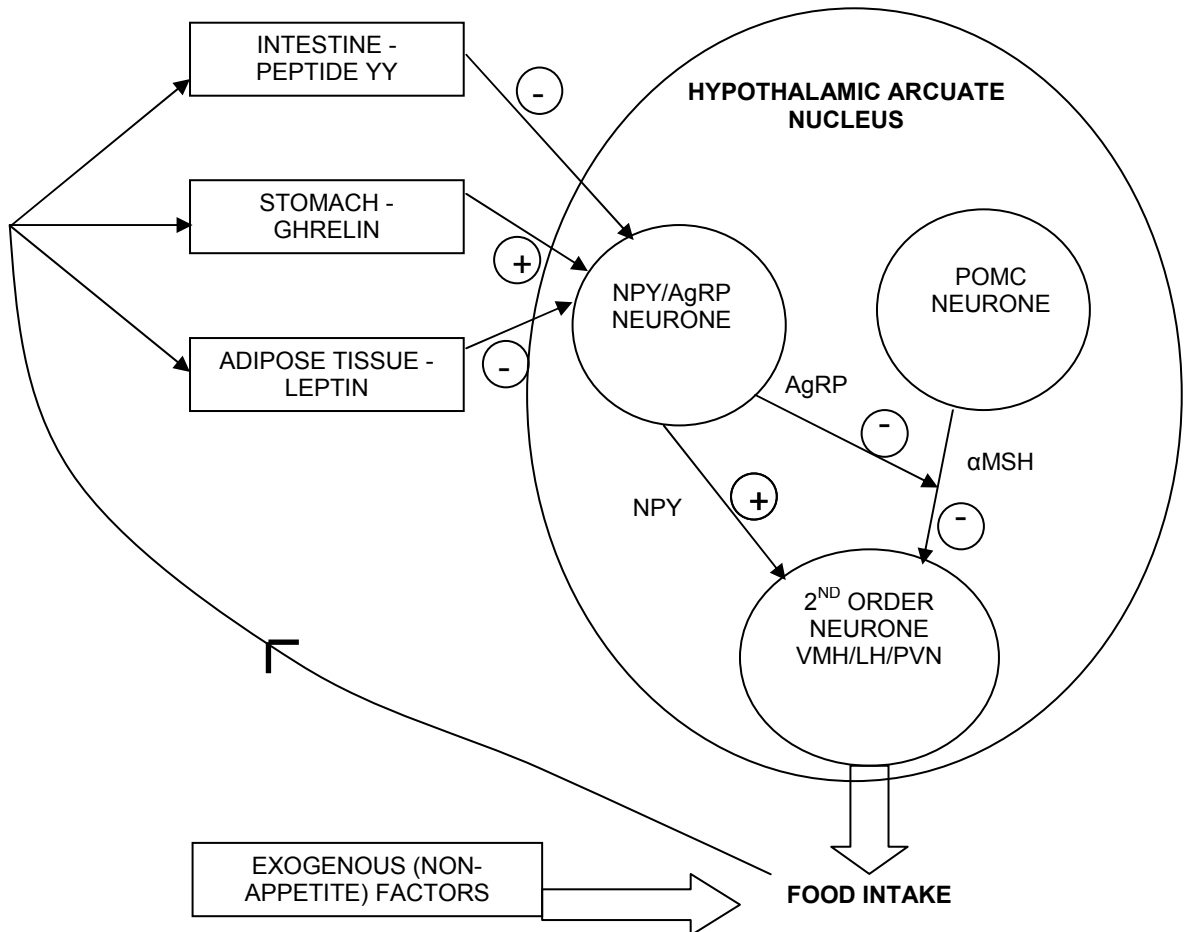 INTESTINE -
PEPTIDE YY
-
HYPOTHALAMIC ARCUATE
NUCLEUS
STOMACH -
GHRELIN
+
NPY/AgRP
NEURONE
POMC
NEURONE
ADIPOSE TISSUE -
LEPTIN
-
AgRP
-
αMSH
NPY
+
-
2ND ORDER
NEURONE
VMH/LH/PVN
EXOGENOUS (NON-
APPETITE) FACTORS
FOOD INTAKE